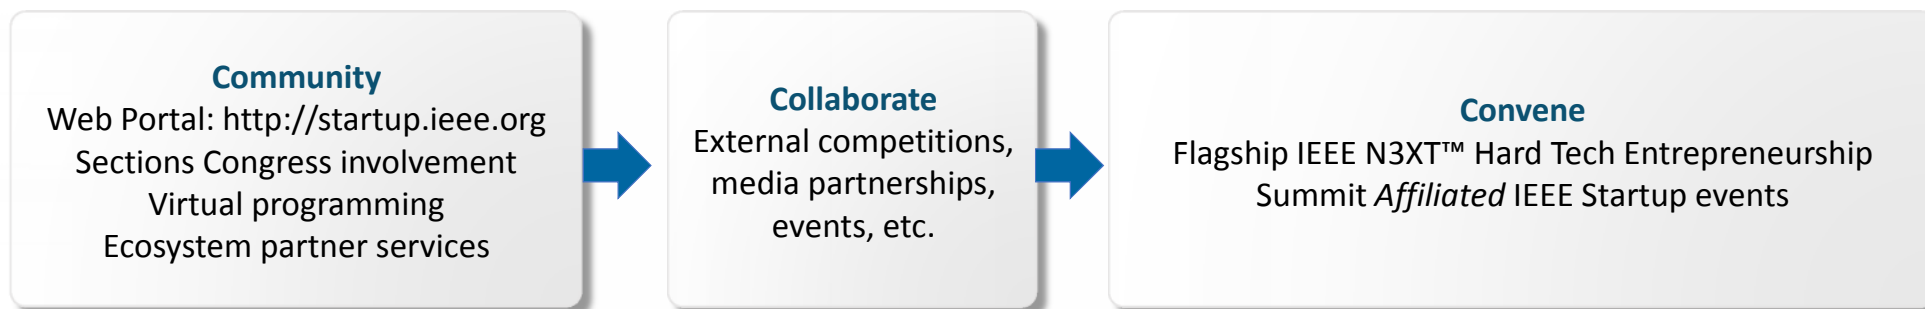 Community
Web Portal: http://startup.ieee.org
Sections Congress involvement
Virtual programming
Ecosystem partner services
Collaborate
External competitions,
media partnerships,
events, etc.
Convene
Flagship IEEE N3XT™ Hard Tech Entrepreneurship
Summit Affiliated IEEE Startup events